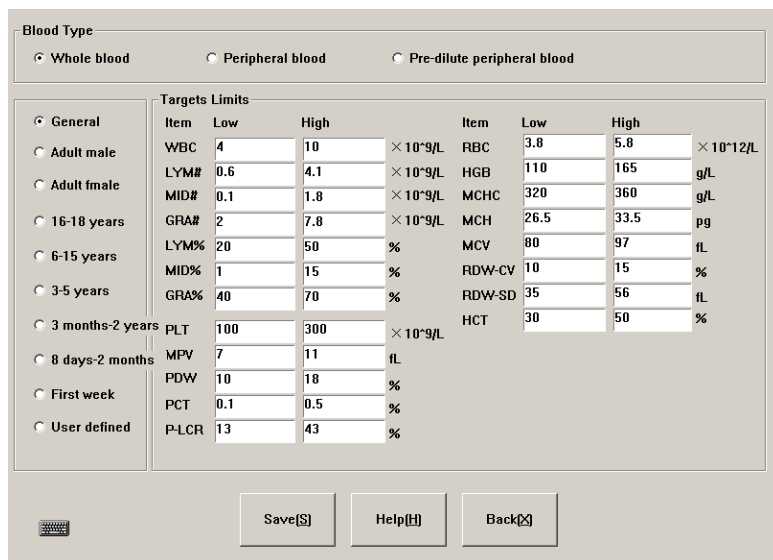 Blood Type
Whole blood
Peripheral blood
Pre-dilute peripheral blood
General
Adult male
Adult fmale
16-18 years
6-15 years
3-5 years
3 months-2 years
8 days-2 months
First week
User defined
Targets Limits
Item Low High
WBC 4 10 ×10^9/L
LYM# 0.6 4.1 ×10^9/L
MID# 0.1 1.8 ×10^9/L
GRA# 2 7.8 ×10^9/L
LYM% 20 50 %
MID% 1 15 %
GRA% 40 70 %
PLT 100 300 ×10^9/L
MPV 7 11 fL
PDW 10 18 %
PCT 0.1 0.5 %
P-LCR 13 43 %
Item Low High
RBC 3.8 5.8 ×10^12/L
HGB 110 165 g/L
MCHC 320 360 g/L
MCH 26.5 33.5 pg
MCV 80 97 fL
RDW-CV 10 15 %
RDW-SD 35 56 fL
HCT 30 50 %
Save(S)
Help(H)
Back(X)